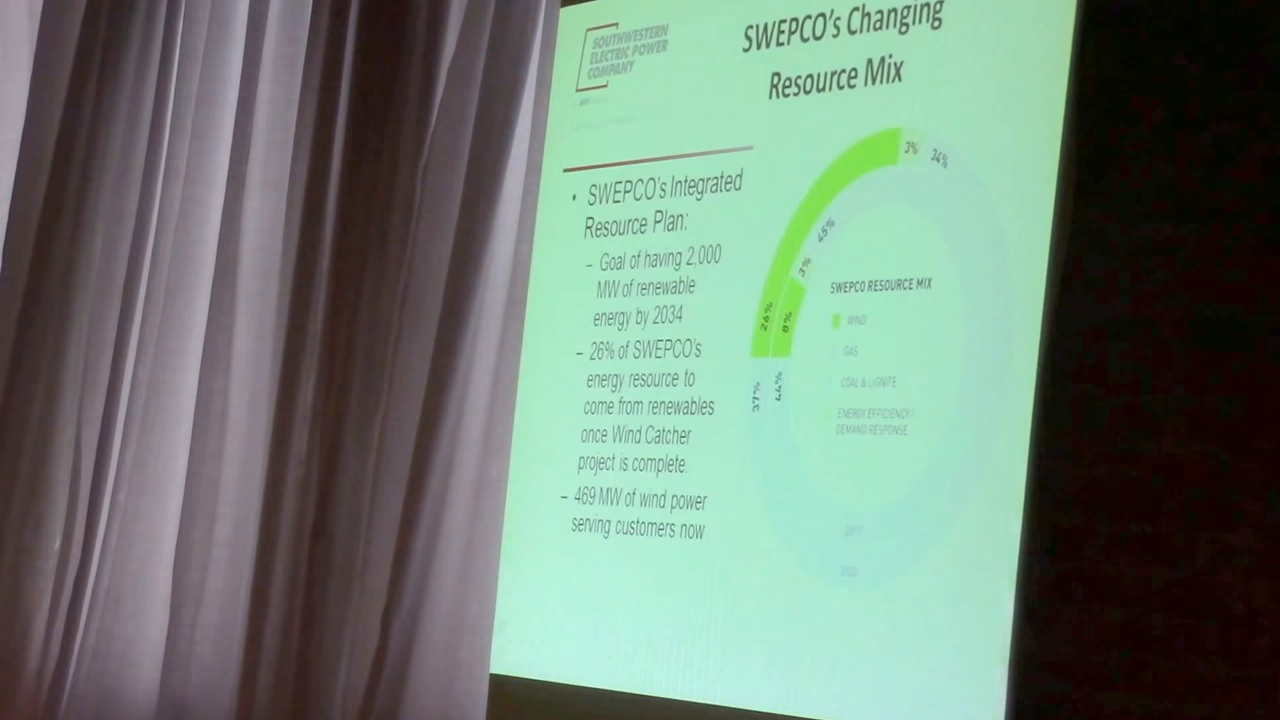 SOUTHWESTERN
ELECTRIC POWER
COMPANY
SWEPCO's Changing
Resource Mix
• SWEPCO's Integrated
Resource Plan:
– Goal of having 2,000
MW of renewable
energy by 2034
– 26% of SWEPCO's
energy resource to
come from renewables
once Wind Catcher
project is complete.
– 469 MW of wind power
serving customers now
3% 34%
45%
3%
26% 8%
37% 44%
SWEPCO RESOURCE MIX
WIND
GAS
COAL & LIGNITE
ENERGY EFFICIENCY/
DEMAND RESPONSE